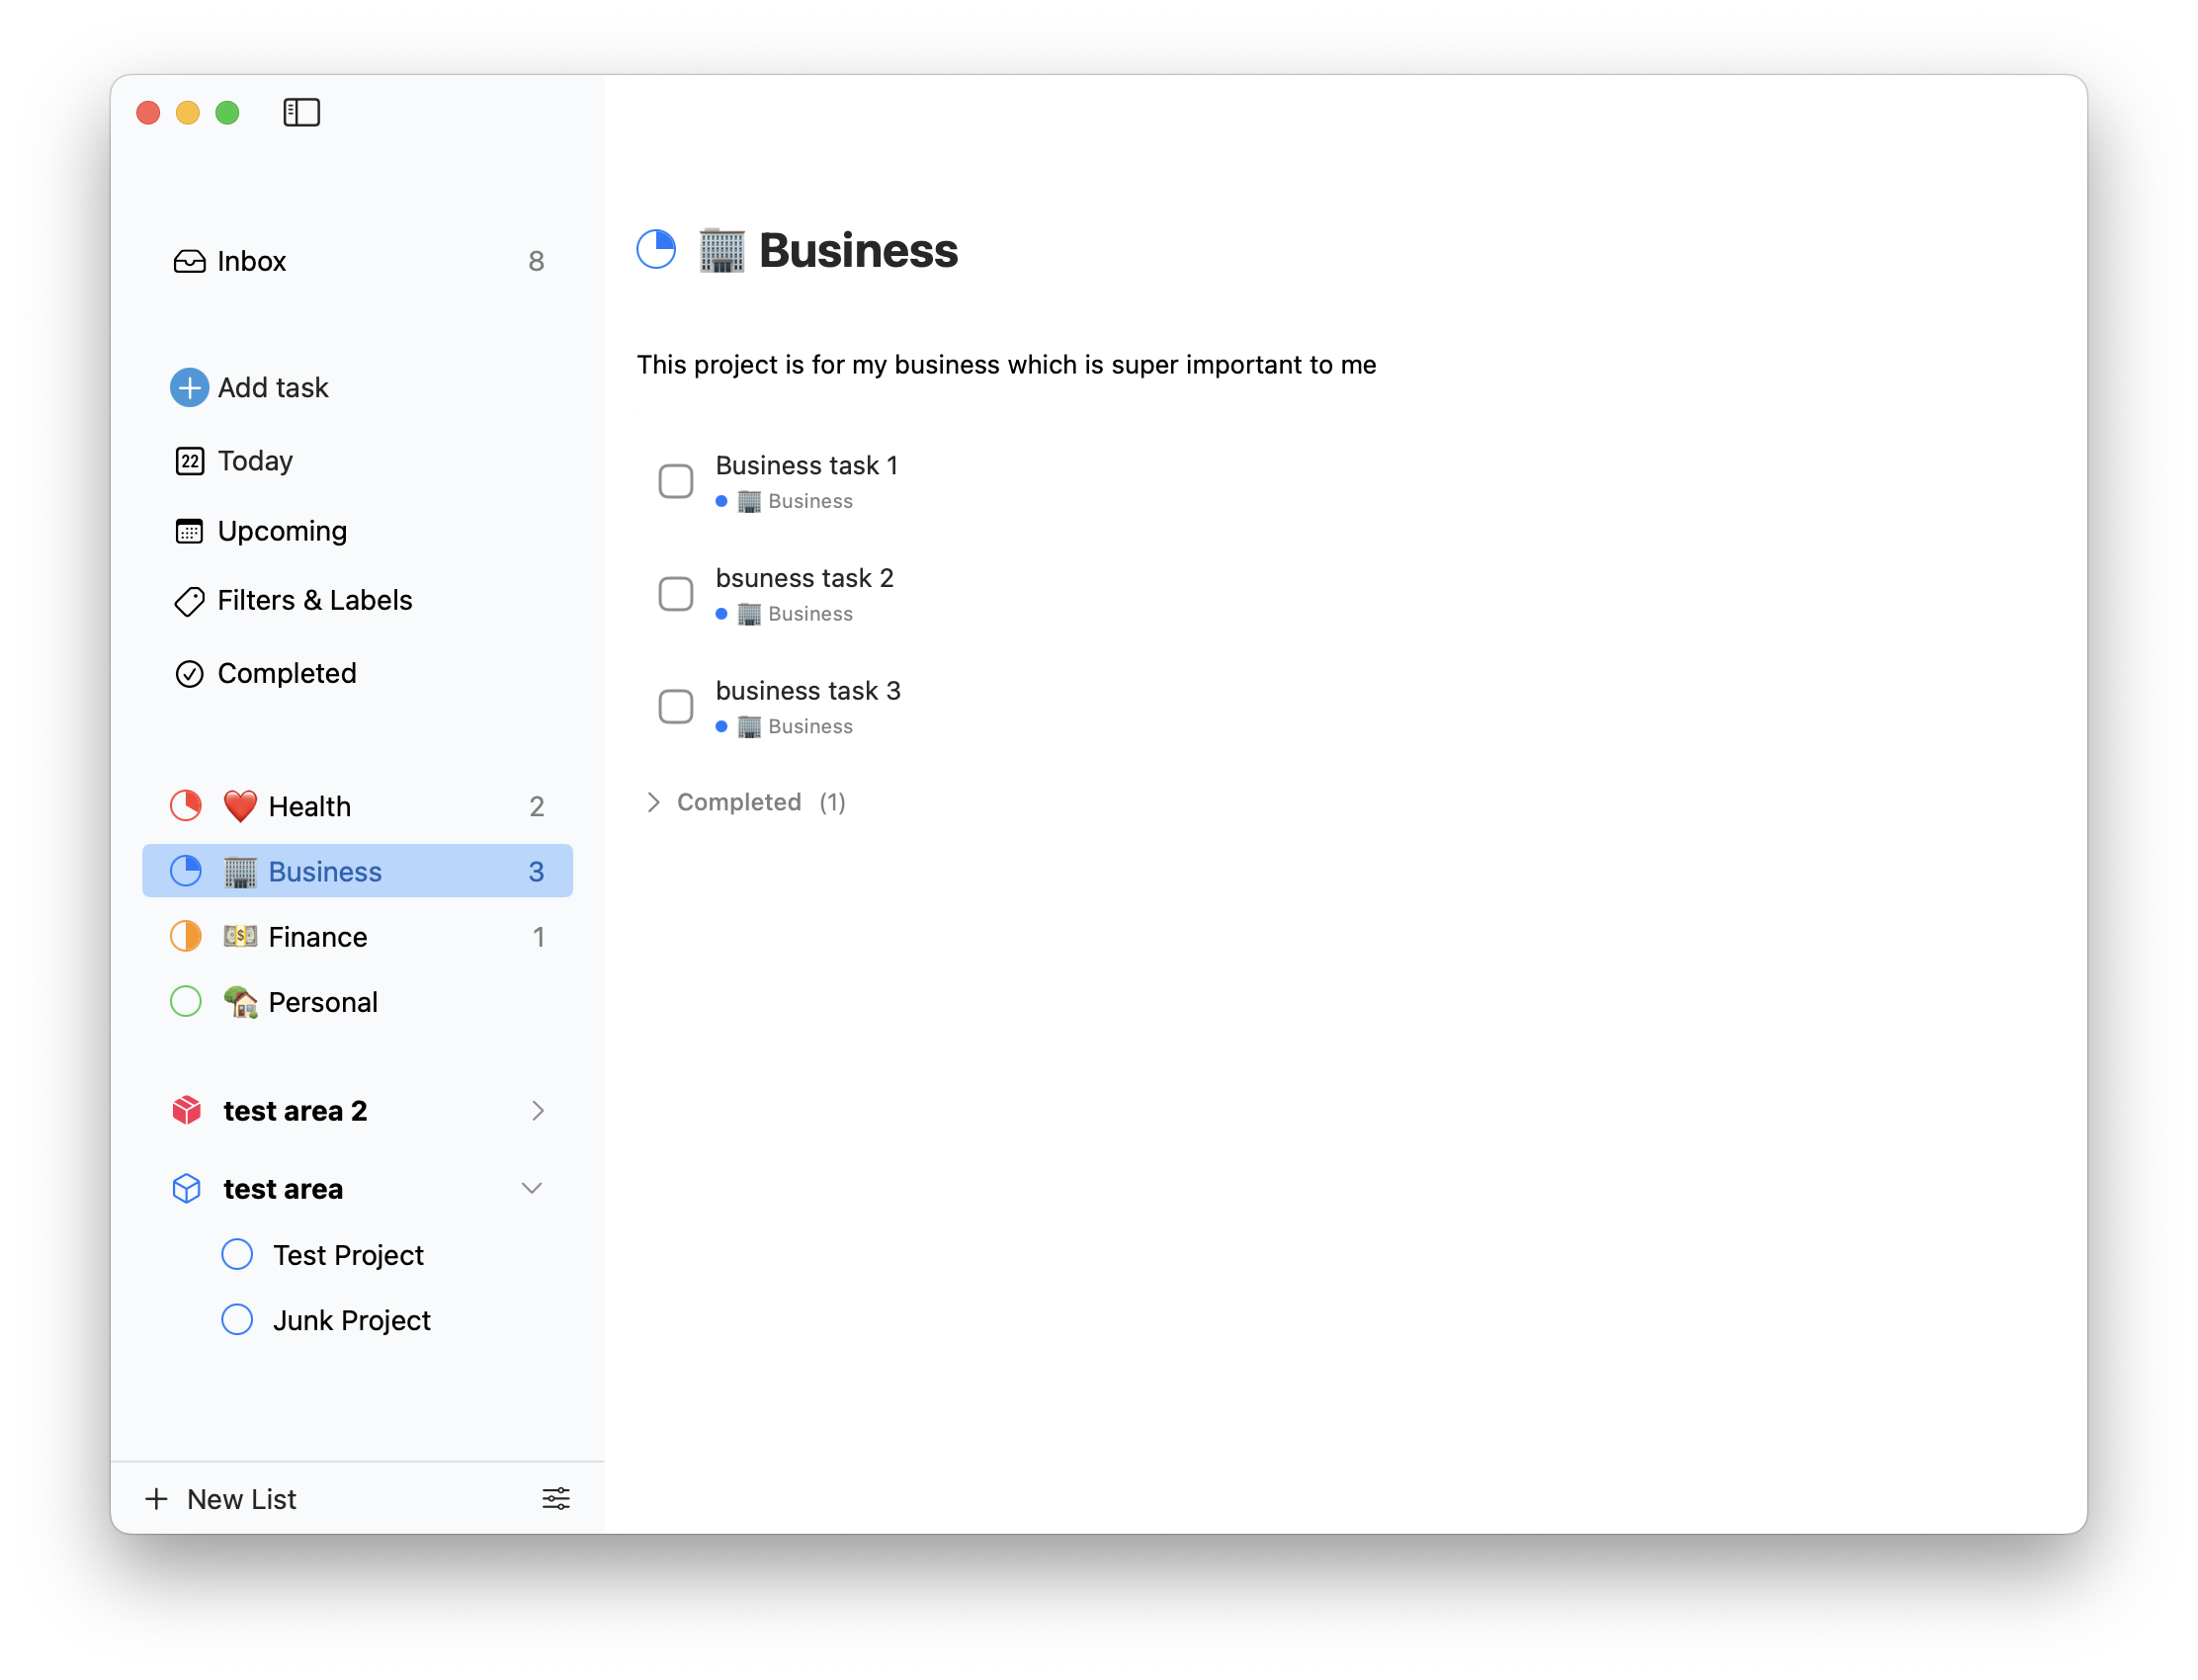 Inbox 8
Add task
22 Today
Upcoming
Filters & Labels
Completed
❤️ Health 2
🏢 Business 3
💵 Finance 1
🏡 Personal
test area 2
test area
Test Project
Junk Project
+ New List
🏢 Business
This project is for my business which is super important to me
Business task 1
🏢 Business
bsuness task 2
🏢 Business
business task 3
🏢 Business
Completed (1)